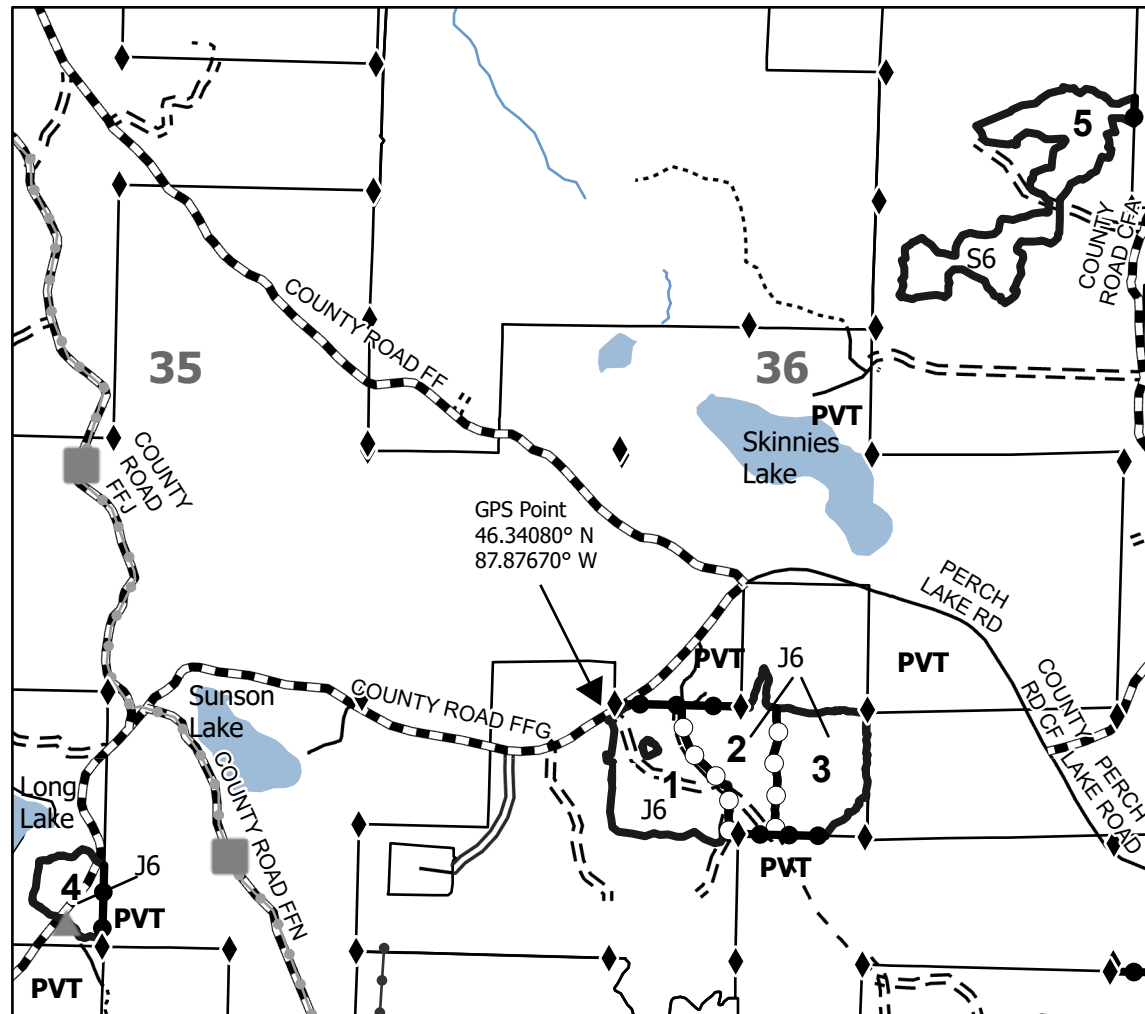 5
COUNTY
ROAD CFA
S6
COUNTY ROAD FF
35
36
PVT
Skinnies
Lake
COUNTY
ROAD
FFJ
GPS Point
46.34080° N
87.87670° W
PERCH
LAKE RD
PVT
J6
PVT
COUNTY
RD CF
Sunson
Lake
COUNTY ROAD FFG
2
3
1
J6
LAKE ROAD
PERCH
Long
Lake
COUNTY ROAD FFN
J6
4
PVT
PVT
PVT